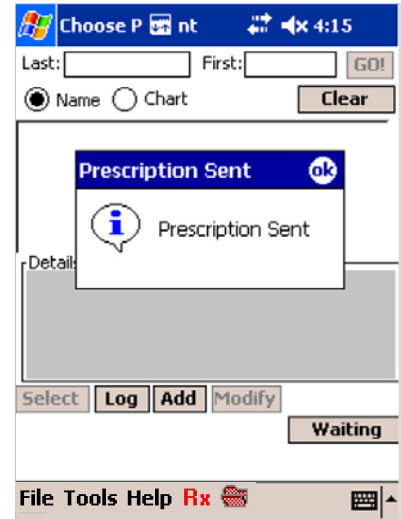 Choose P nt 4:15
Last: First: GO!
Name Chart Clear
Prescription Sent ok
Prescription Sent
Details
Select Log Add Modify
Waiting
File Tools Help Rx